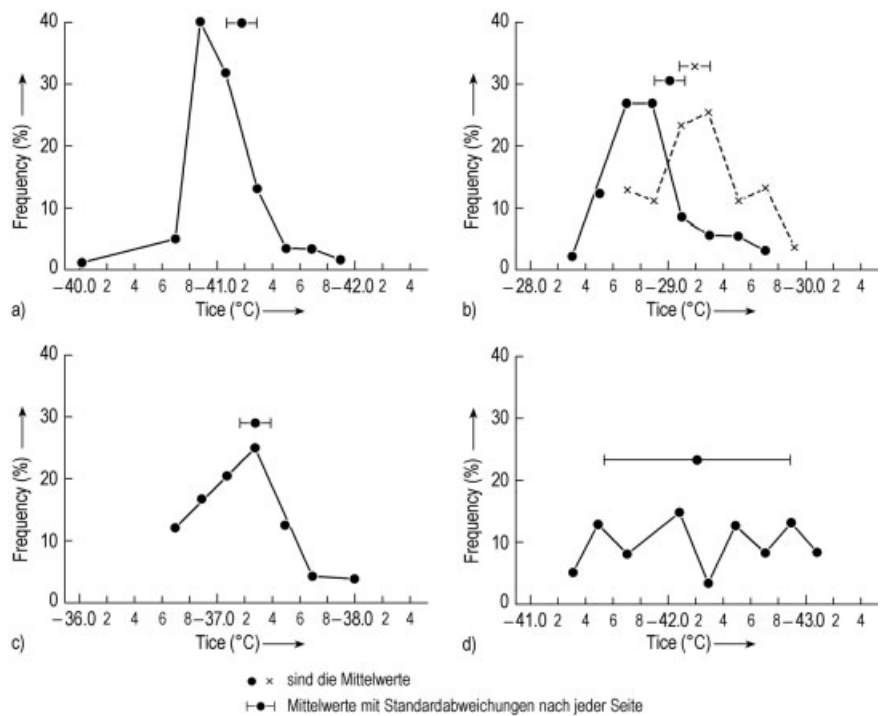 40
30
20
10
0
Frequency (%)
–40.0 2 4 6 8 –41.0 2 4 6 8 –42.0 2 4
a) Tice (°C)
40
30
20
10
0
Frequency (%)
–28.0 2 4 6 8 –29.0 2 4 6 8 –30.0 2 4
b) Tice (°C)
40
30
20
10
0
Frequency (%)
–36.0 2 4 6 8 –37.0 2 4 6 8 –38.0 2 4
c) Tice (°C)
40
30
20
10
0
Frequency (%)
–41.0 2 4 6 8 –42.0 2 4 6 8 –43.0 2 4
d) Tice (°C)
sind die Mittelwerte
Mittelwerte mit Standardabweichungen nach jeder Seite